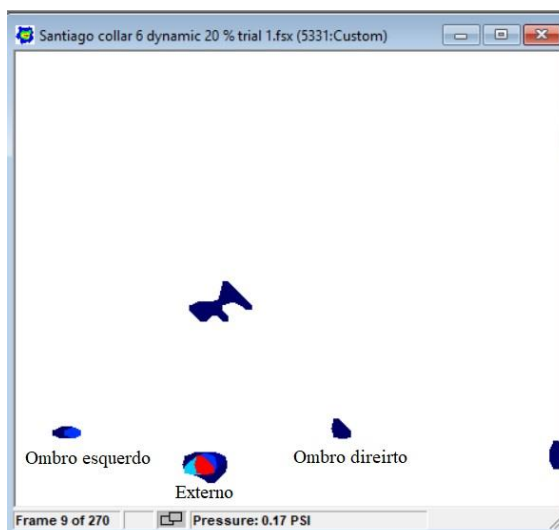 Santiago collar 6 dynamic 20 % trial 1.fsx (5331:Custom)
Ombro esquerdo
Ombro direirto
Externo
Frame 9 of 270
Pressure: 0.17 PSI